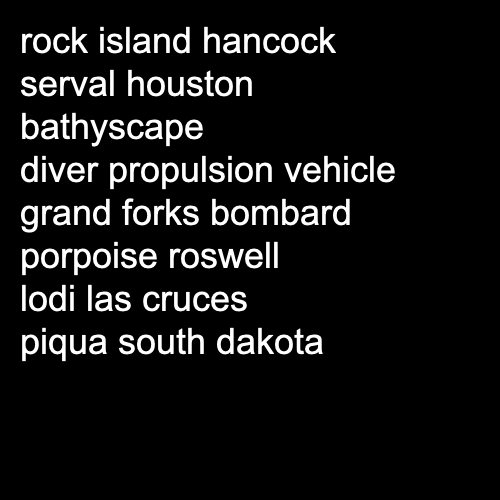 rock island hancock
serval houston
bathyscape
diver propulsion vehicle
grand forks bombard
porpoise roswell
lodi las cruces
piqua south dakota